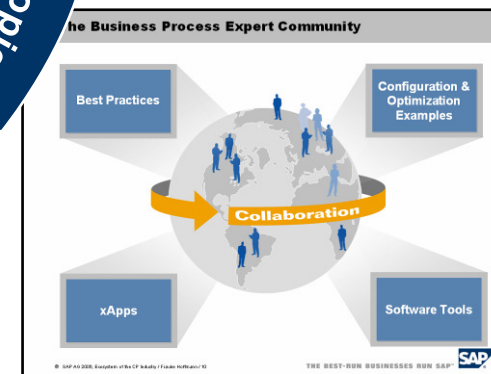 he Business Process Expert Community
Best Practices
Configuration &
Optimization
Examples
Collaboration
xApps
Software Tools
THE BEST-RUN BUSINESSES RUN SAP
SAP